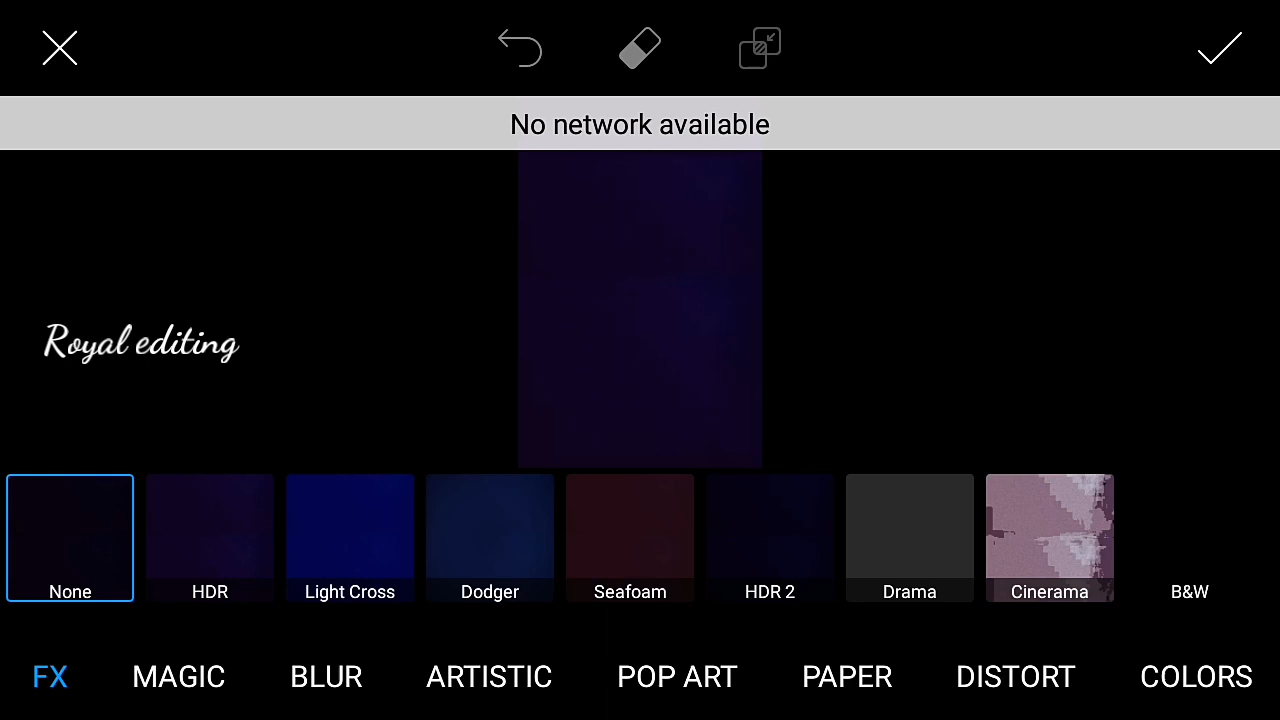 No network available
Royal editing
None HDR Light Cross Dodger Seafoam HDR 2 Drama Cinerama B&W
FX MAGIC BLUR ARTISTIC POP ART PAPER DISTORT COLORS